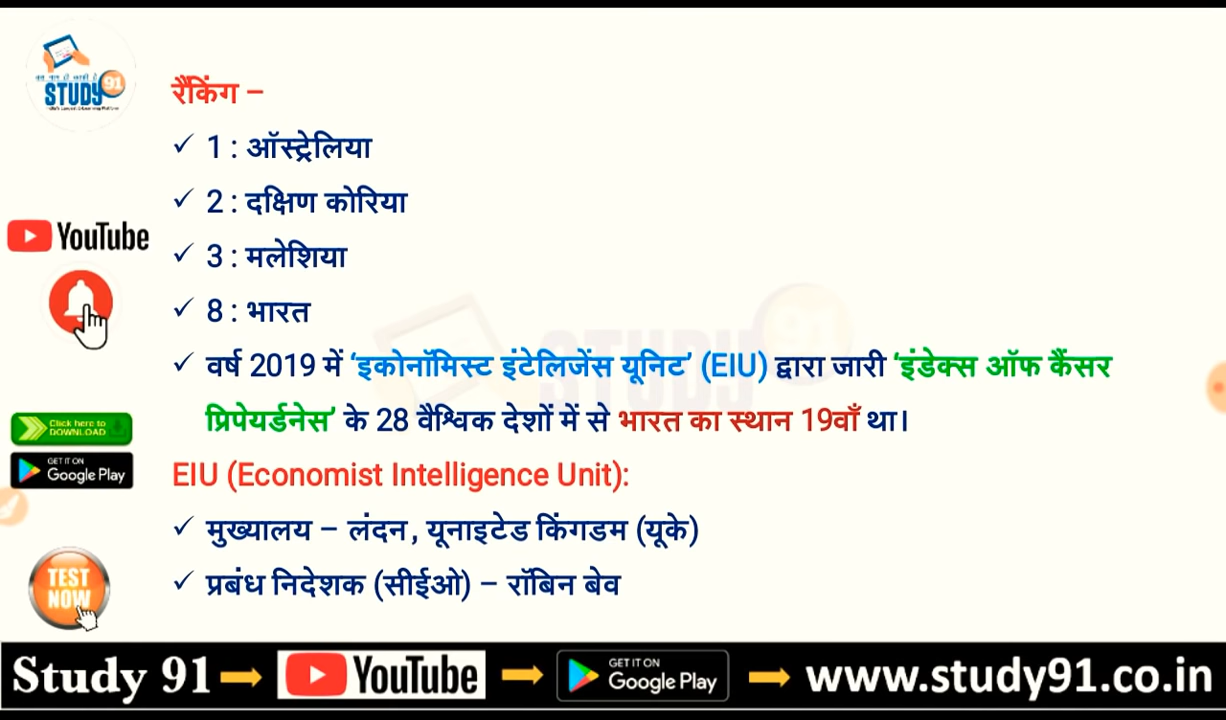 STUDY 91
रैंकिंग –
✓ 1 : ऑस्ट्रेलिया
✓ 2 : दक्षिण कोरिया
YouTube
✓ 3 : मलेशिया
✓ 8 : भारत
STUDY 91
✓ वर्ष 2019 में ‘इकोनॉमिस्ट इंटेलिजेंस यूनिट’ (EIU) द्वारा जारी ‘इंडेक्स ऑफ कैंसर
प्रिपेयर्डनेस’ के 28 वैश्विक देशों में से भारत का स्थान 19वाँ था।
Click here to
DOWNLOAD
GET IT ON
Google Play
EIU (Economist Intelligence Unit):
✓ मुख्यालय – लंदन, यूनाइटेड किंगडम (यूके)
✓ प्रबंध निदेशक (सीईओ) – रॉबिन बेव
TEST
NOW
Study 91 YouTube GET IT ON Google Play www.study91.co.in